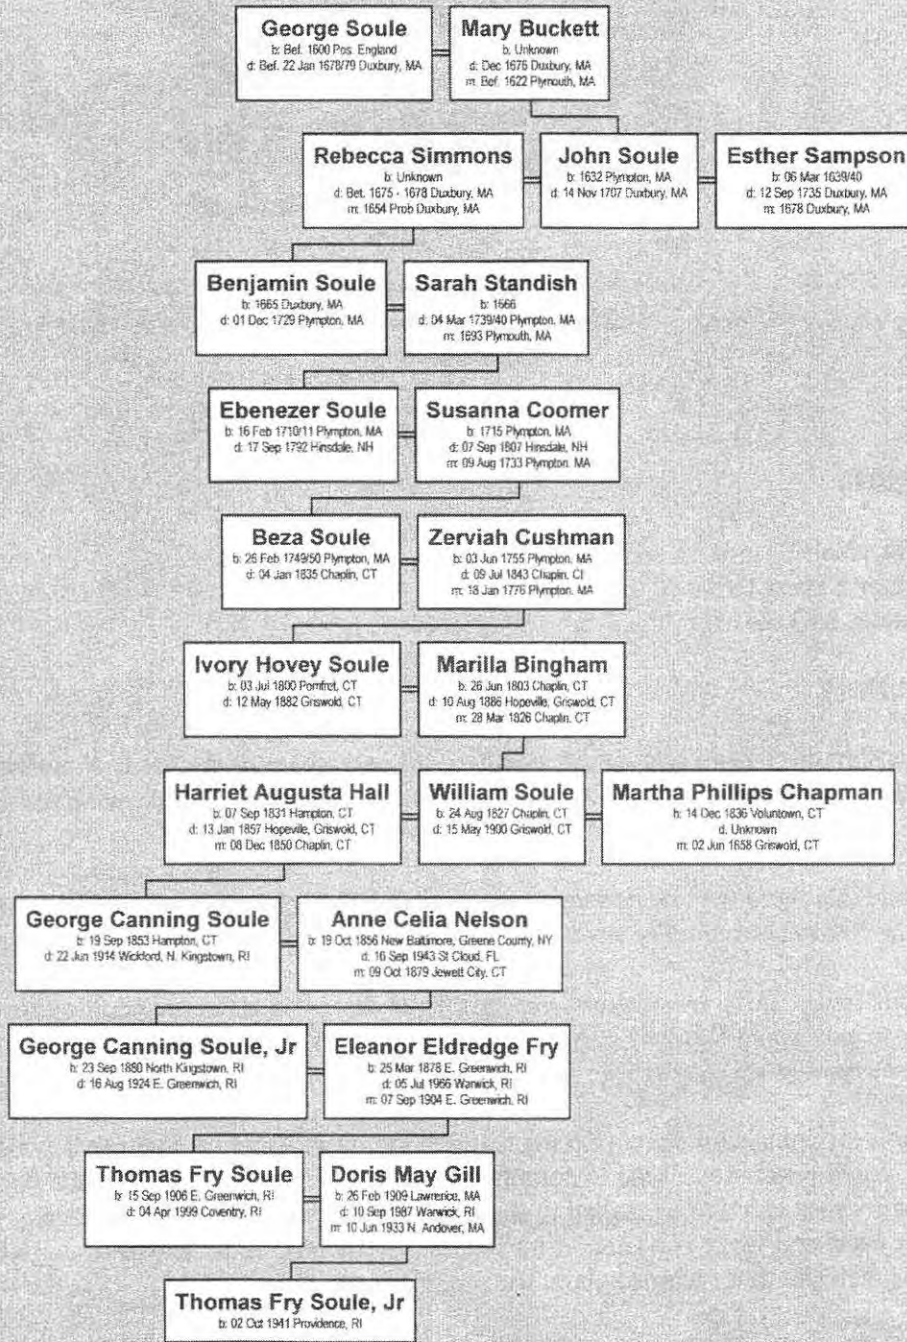 George Soule
b: Bef. 1600 Pos. England
d: Bef. 22 Jan 1678/79 Duxbury, MA
Mary Buckett
b. Unknown
d: Dec 1676 Duxbury, MA
m: Bef. 1622 Plymouth, MA
Rebecca Simmons
b: Unknown
d: Bet. 1675 - 1678 Duxbury, MA
m: 1654 Prob Duxbury, MA
John Soule
b: 1632 Plympton, MA
d: 14 Nov 1707 Duxbury, MA
Esther Sampson
b: 06 Mar 1639/40
d: 12 Sep 1735 Duxbury, MA
m: 1678 Duxbury, MA
Benjamin Soule
b: 1665 Duxbury, MA
d: 01 Dec 1729 Plympton, MA
Sarah Standish
b: 1666
d: 04 Mar 1739/40 Plympton, MA
m: 1693 Plymouth, MA
Ebenezer Soule
b: 16 Feb 1710/11 Plympton, MA
d: 17 Sep 1792 Hinsdale, NH
Susanna Coomer
b: 1715 Plympton, MA
d: 07 Sep 1807 Hinsdale, NH
m: 09 Aug 1733 Plympton. MA
Beza Soule
b: 26 Feb 1749/50 Plympton, MA
d: 04 Jan 1835 Chaplin, CT
Zerviah Cushman
b: 03 Jun 1755 Plympton, MA
d: 09 Jul 1843 Chaplin, CI
m: 18 Jan 1776 Plympton. MA
Ivory Hovey Soule
b: 03 Jul 1800 Pomfret, CT
d: 12 May 1882 Griswold, CT
Marilla Bingham
b: 26 Jun 1803 Chaplin, CT
d: 10 Aug 1886 Hopeville, Griswold, CT
m: 28 Mar 1826 Chaplin, CT
Harriet Augusta Hall
b: 07 Sep 1831 Hampton, CT
d: 13 Jan 1857 Hopeville, Griswold, CT
m: 08 Dec 1850 Chaplin, CT
William Soule
b: 24 Aug 1827 Chaplin, CT
d: 15 May 1900 Griswold, CT
Martha Phillips Chapman
b: 14 Dec 1836 Voluntown, CT
d. Unknown
m: 02 Jun 1658 Griswold, CT
George Canning Soule
b: 19 Sep 1853 Hampton, CT
d: 22 Jun 1914 Wickford, N. Kingstown, RI
Anne Celia Nelson
b: 19 Oct 1856 New Baltimore, Greene County, NY
d: 16 Sep 1943 St Cloud, FL
m: 09 Oct 1879 Jewett City, CT
George Canning Soule, Jr
b: 23 Sep 1880 North Kingstown, RI
d: 16 Aug 1924 E. Greenwich, RI
Eleanor Eldredge Fry
b: 25 Mar 1878 E. Greenwich, RI
d: 05 Jul 1966 Warwick, RI
m: 07 Sep 1904 E. Greenwich, RI
Thomas Fry Soule
b: 15 Sep 1906 E. Greenwich, RI
d: 04 Apr 1999 Coventry, RI
Doris May Gill
b: 26 Feb 1909 Lawrence, MA
d: 10 Sep 1987 Warwick, RI
m: 10 Jun 1933 N. Andover, MA
Thomas Fry Soule, Jr
b: 02 Oct 1941 Providence, RI